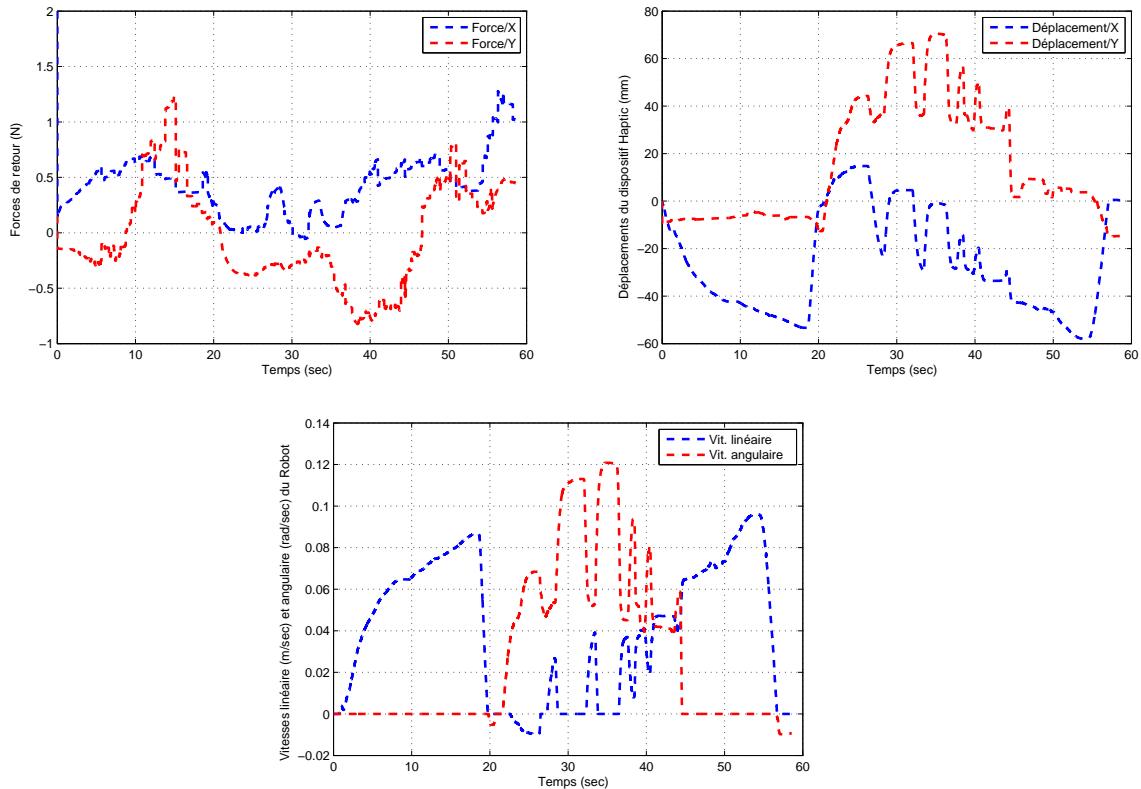 Force/X
Force/Y
Forces de retour (N)
2
1.5
1
0.5
0
−0.5
−1
0 10 20 30 40 50 60
Temps (sec)
Déplacement/X
Déplacement/Y
Déplacements du dispositif Haptic (mm)
80
60
40
20
0
−20
−40
−60
0 10 20 30 40 50 60
Temps (sec)
Vit. linéaire
Vit. angulaire
Vitesses linéaire (m/sec) et angulaire (rad/sec) du Robot
0.14
0.12
0.1
0.08
0.06
0.04
0.02
0
−0.02
0 10 20 30 40 50 60
Temps (sec)